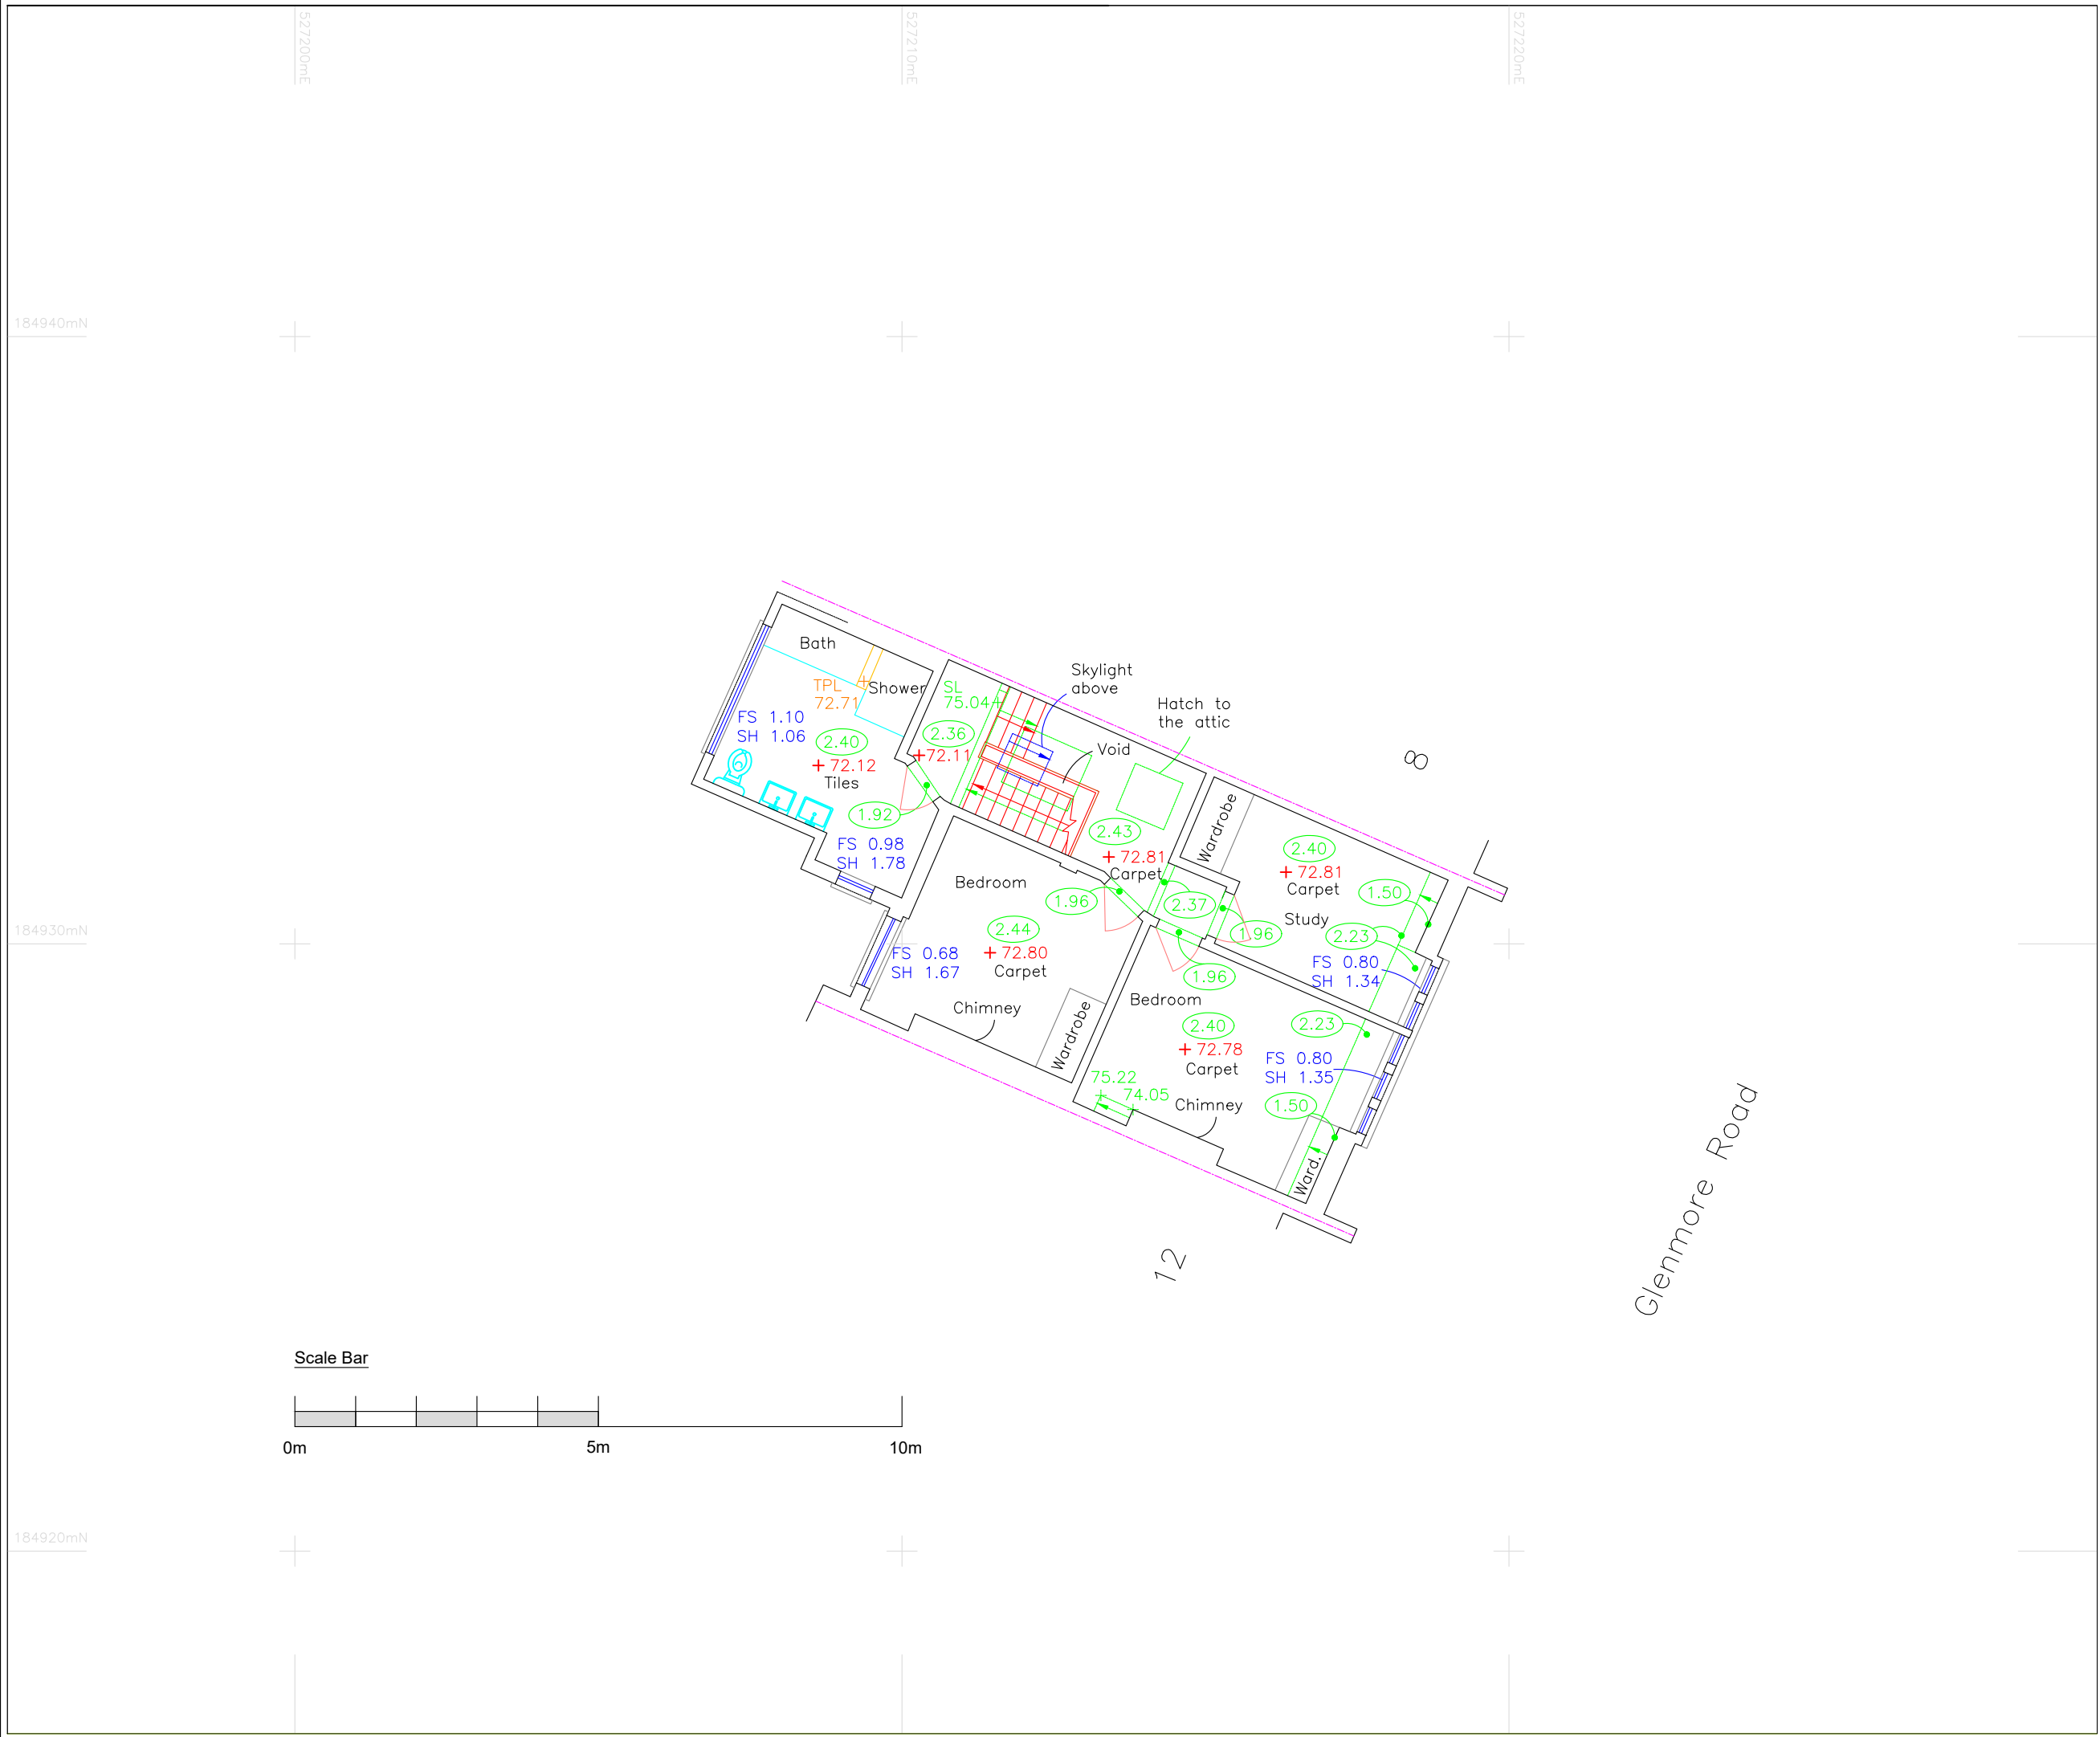 527200mE
527210mE
527220mE
184940mN
Bath
Skylight
above
SL
75.04
TPL
72.71
Shower
Hatch to
the attic
FS 1.10
SH 1.06
2.40
72.12
Tiles
2.36
72.11
Void
8
1.92
FS 0.98
SH 1.78
2.43
72.81
Carpet
Wardrobe
2.40
72.81
Carpet
Study
1.50
2.23
FS 0.80
SH 1.34
Bedroom
1.96
2.37
1.96
1.96
184930mN
2.44
72.80
Carpet
FS 0.68
SH 1.67
Chimney
Wardrobe
Bedroom
2.40
72.78
Carpet
2.23
FS 0.80
SH 1.35
75.22
74.05
Chimney
1.50
Ward.
12
Glenmore Road
Scale Bar
0m
5m
10m
184920mN